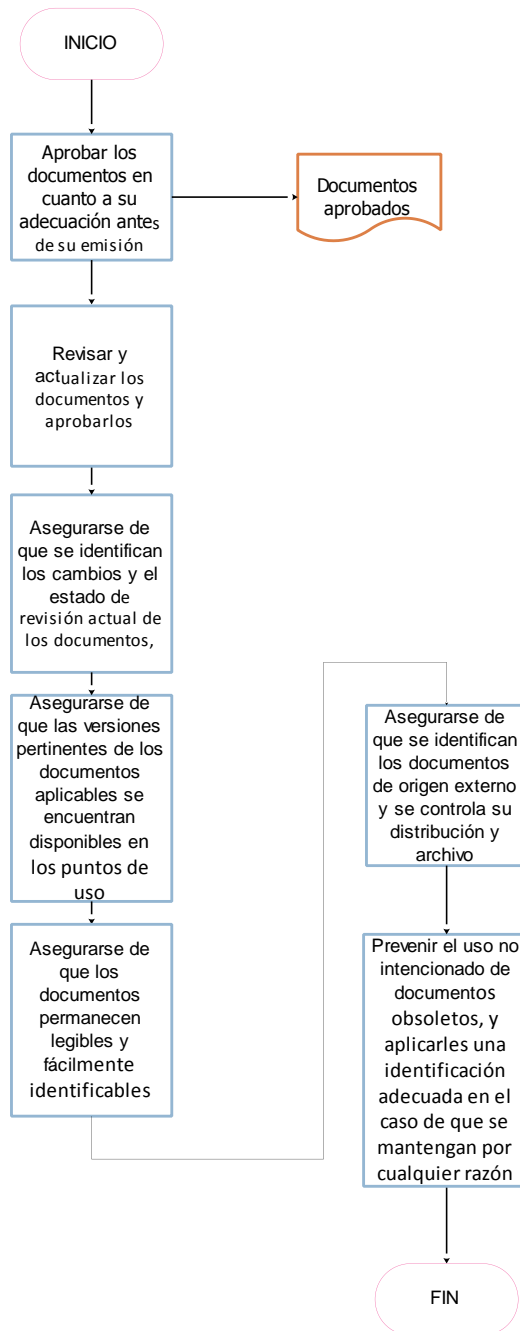 INICIO
Aprobar los
documentos en
cuanto a su
adecuación antes
de su emisión
Documentos
aprobados
Revisar y
actualizar los
documentos y
aprobarlos
Asegurarse de
que se identifican
los cambios y el
estado de
revisión actual de
los documentos,
Asegurarse de
que las versiones
pertinentes de los
documentos
aplicables se
encuentran
disponibles en
los puntos de
uso
Asegurarse de
que los
documentos
permanecen
legibles y
fácilmente
identificables
Asegurarse de
que se identifican
los documentos
de origen externo
y se controla su
distribución y
archivo
Prevenir el uso no
intencionado de
documentos
obsoletos, y
aplicarles una
identificación
adecuada en el
caso de que se
mantengan por
cualquier razón
FIN